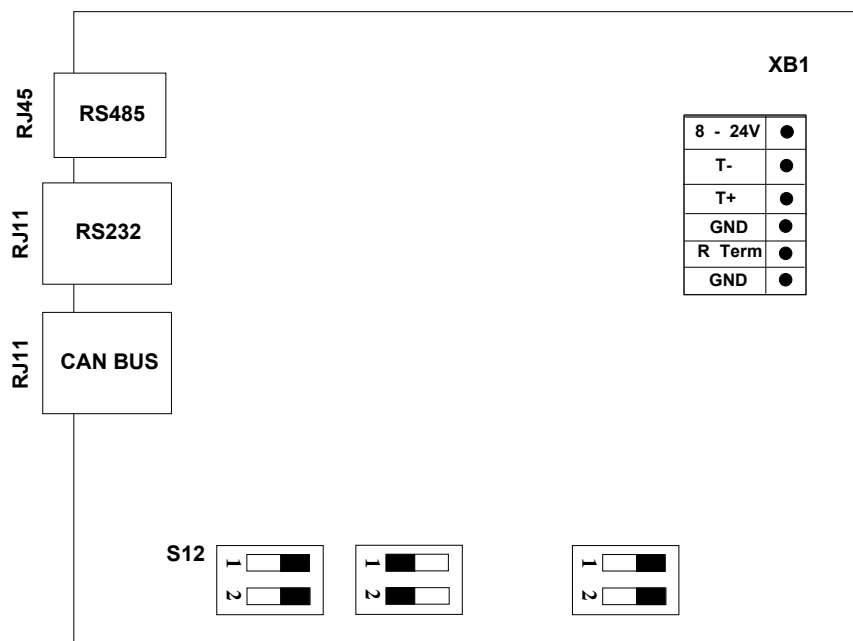 XB1
RJ45
RS485
8 - 24V
T-
T+
RJ11
RS232
GND
R Term
GND
RJ11
CAN BUS
S12
1
2
1
2
1
2